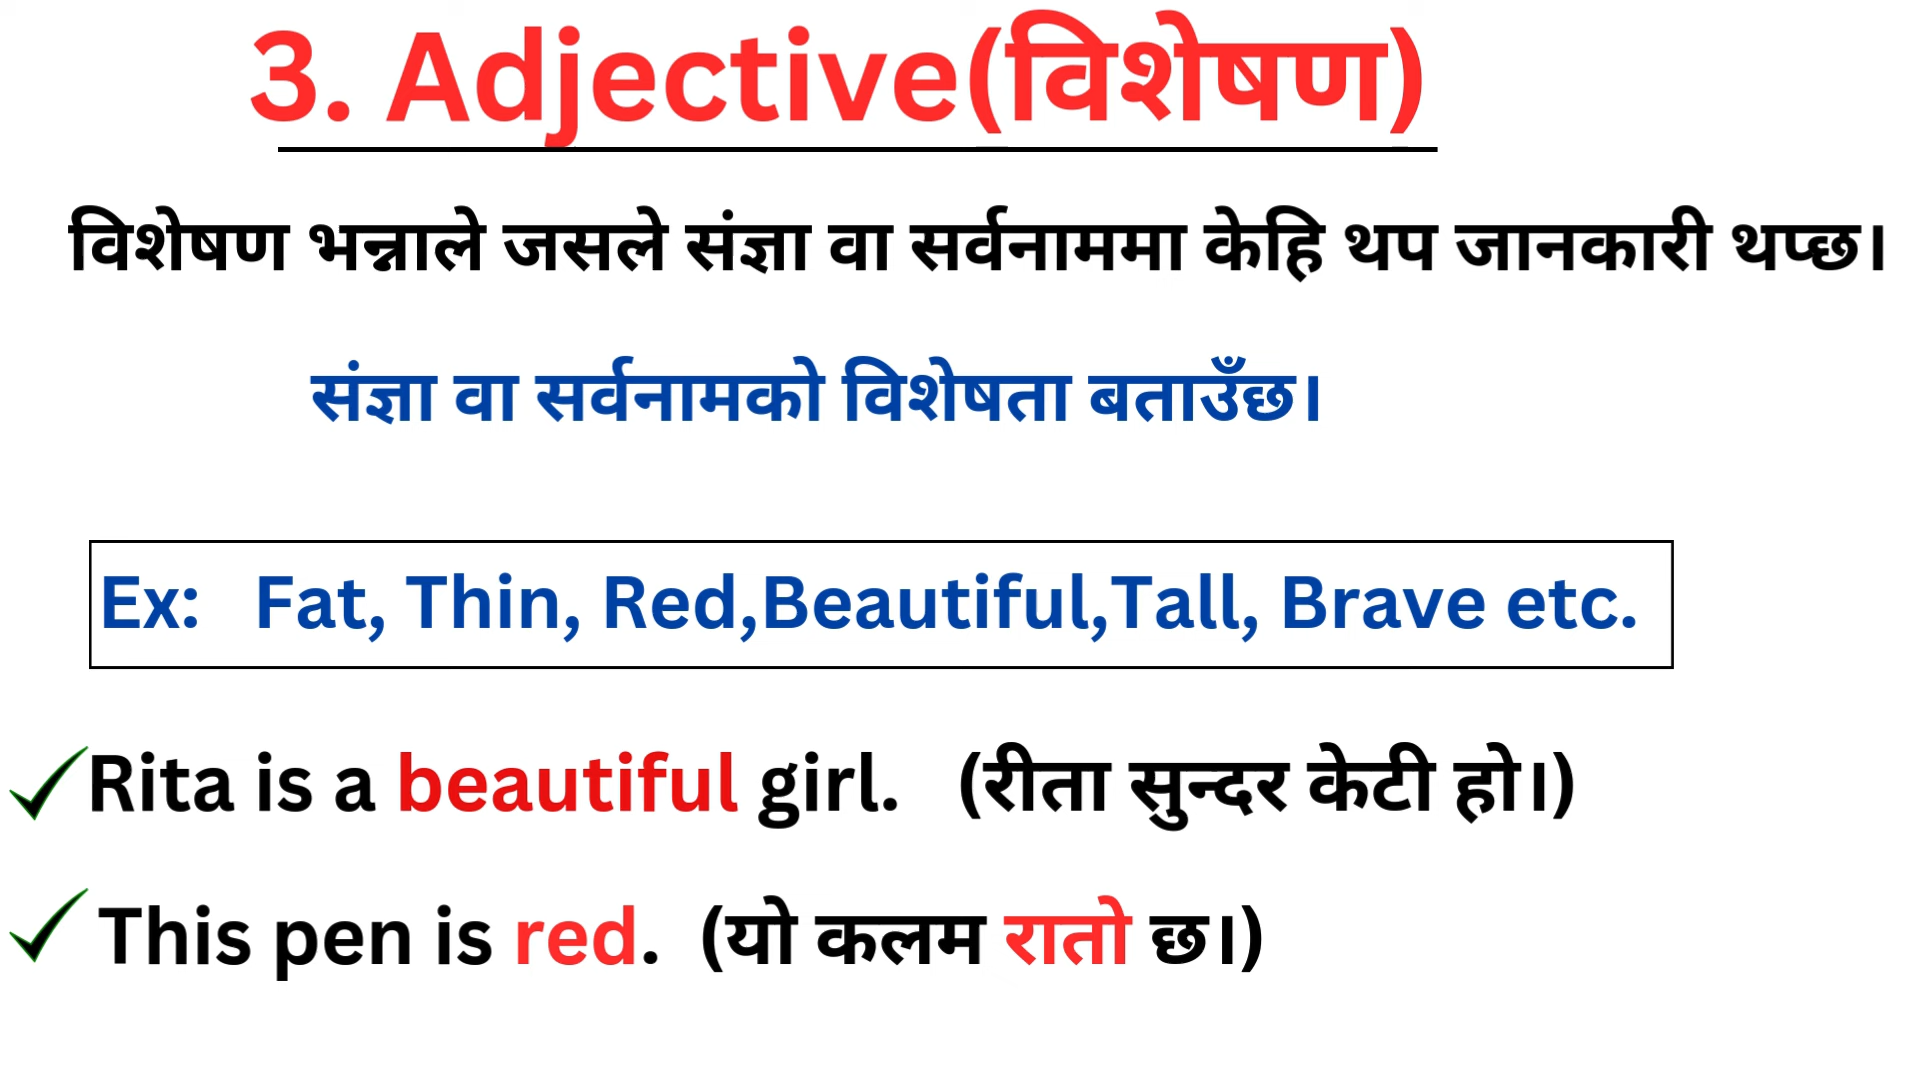 3. Adjective(विशेषण)
विशेषण भन्नाले जसले संज्ञा वा सर्वनाममा केहि थप जानकारी थप्छ।
संज्ञा वा सर्वनामको विशेषता बताउँछ।
Ex: Fat, Thin, Red,Beautiful,Tall, Brave etc.
Rita is a beautiful girl. (रीता सुन्दर केटी हो।)
This pen is red. (यो कलम रातो छ।)